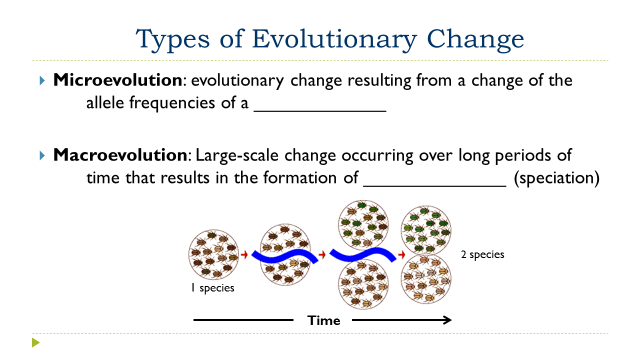 Types of Evolutionary Change
Microevolution: evolutionary change resulting from a change of the
allele frequencies of a ______________
Macroevolution: Large-scale change occurring over long periods of
time that results in the formation of _______________ (speciation)
2 species
1 species
Time